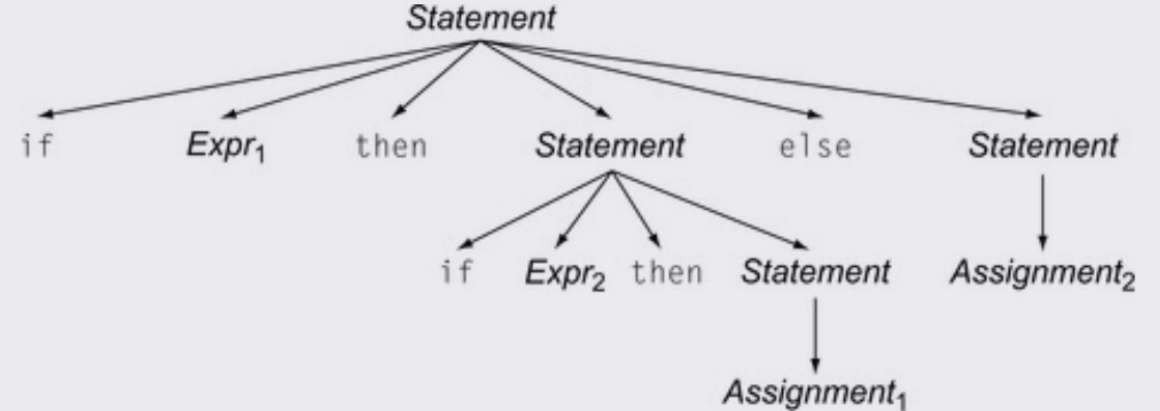 Statement
if Expr1 then Statement else Statement
if Expr2 then Statement Assignment2
Assignment1